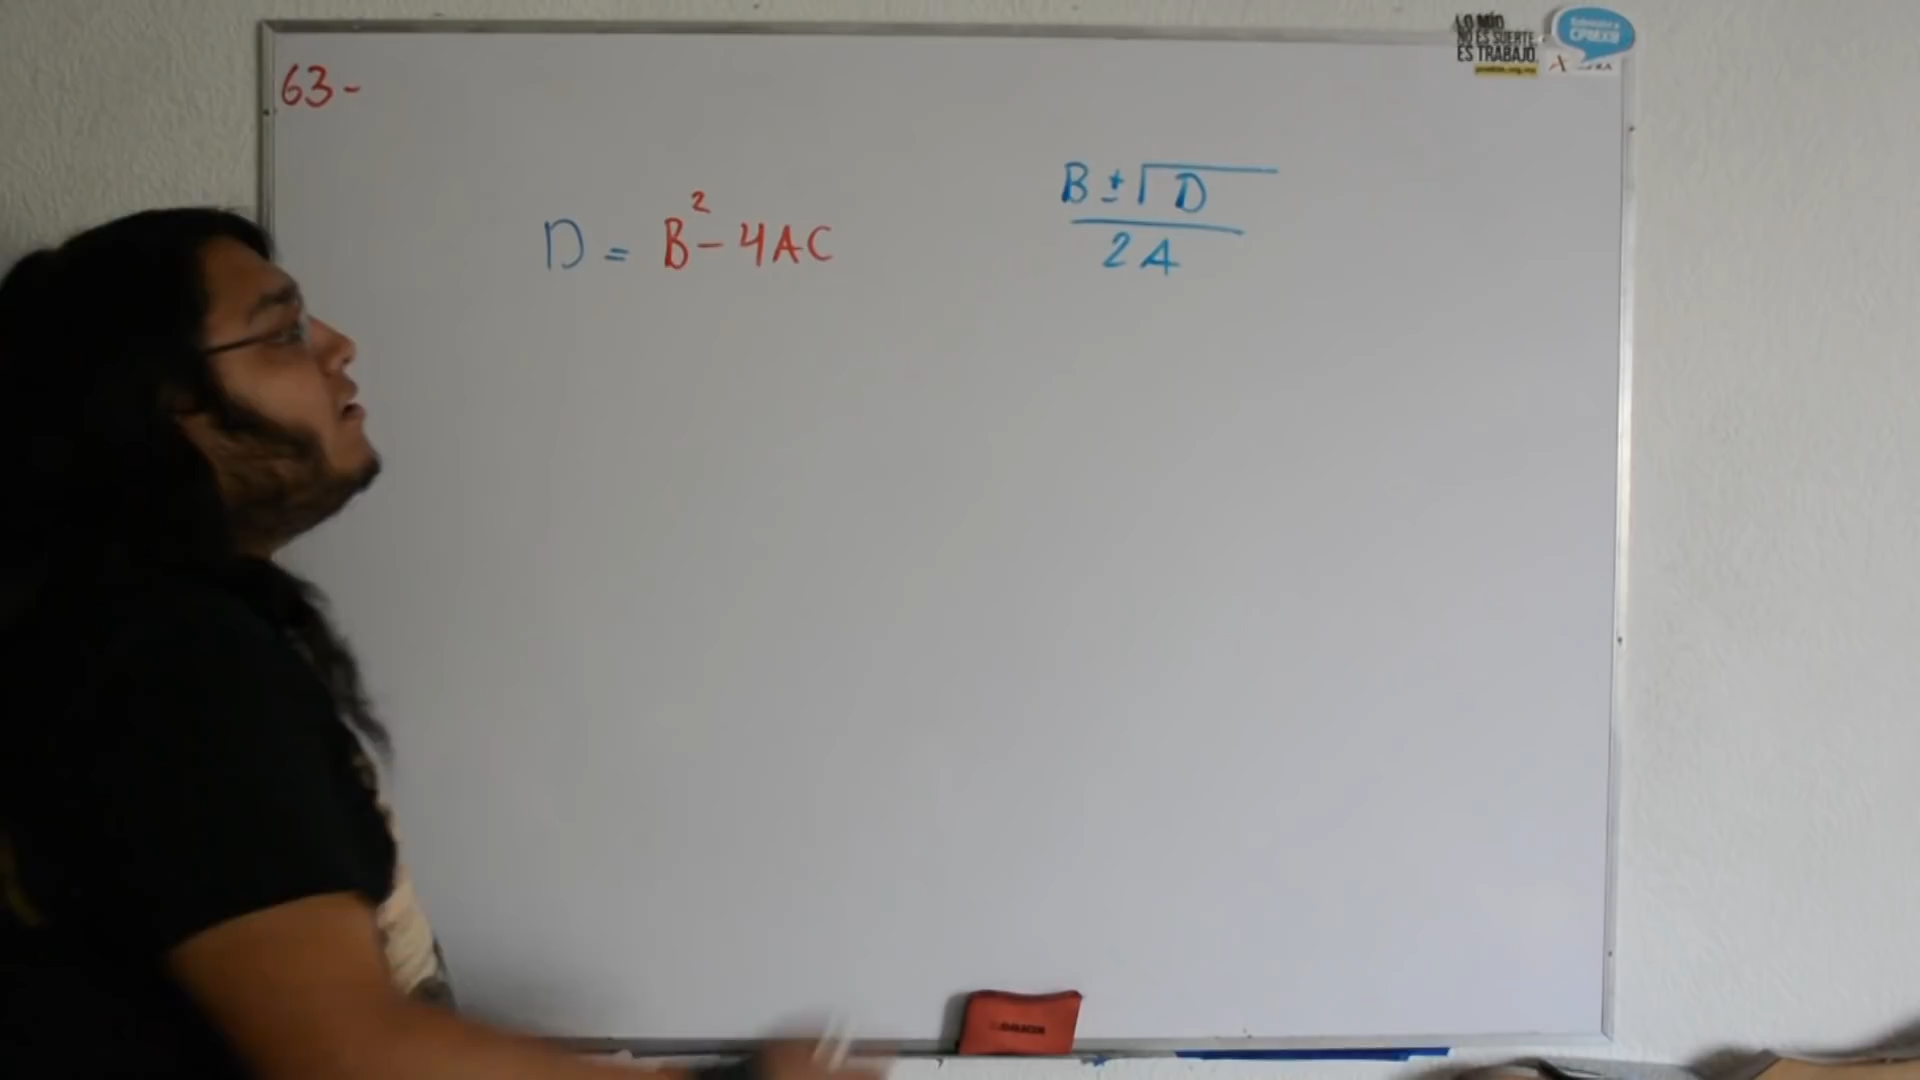 63-
D = B² - 4AC
B ± √D
2A
LO MÍO
NO ES SUERTE
ES TRABAJO.